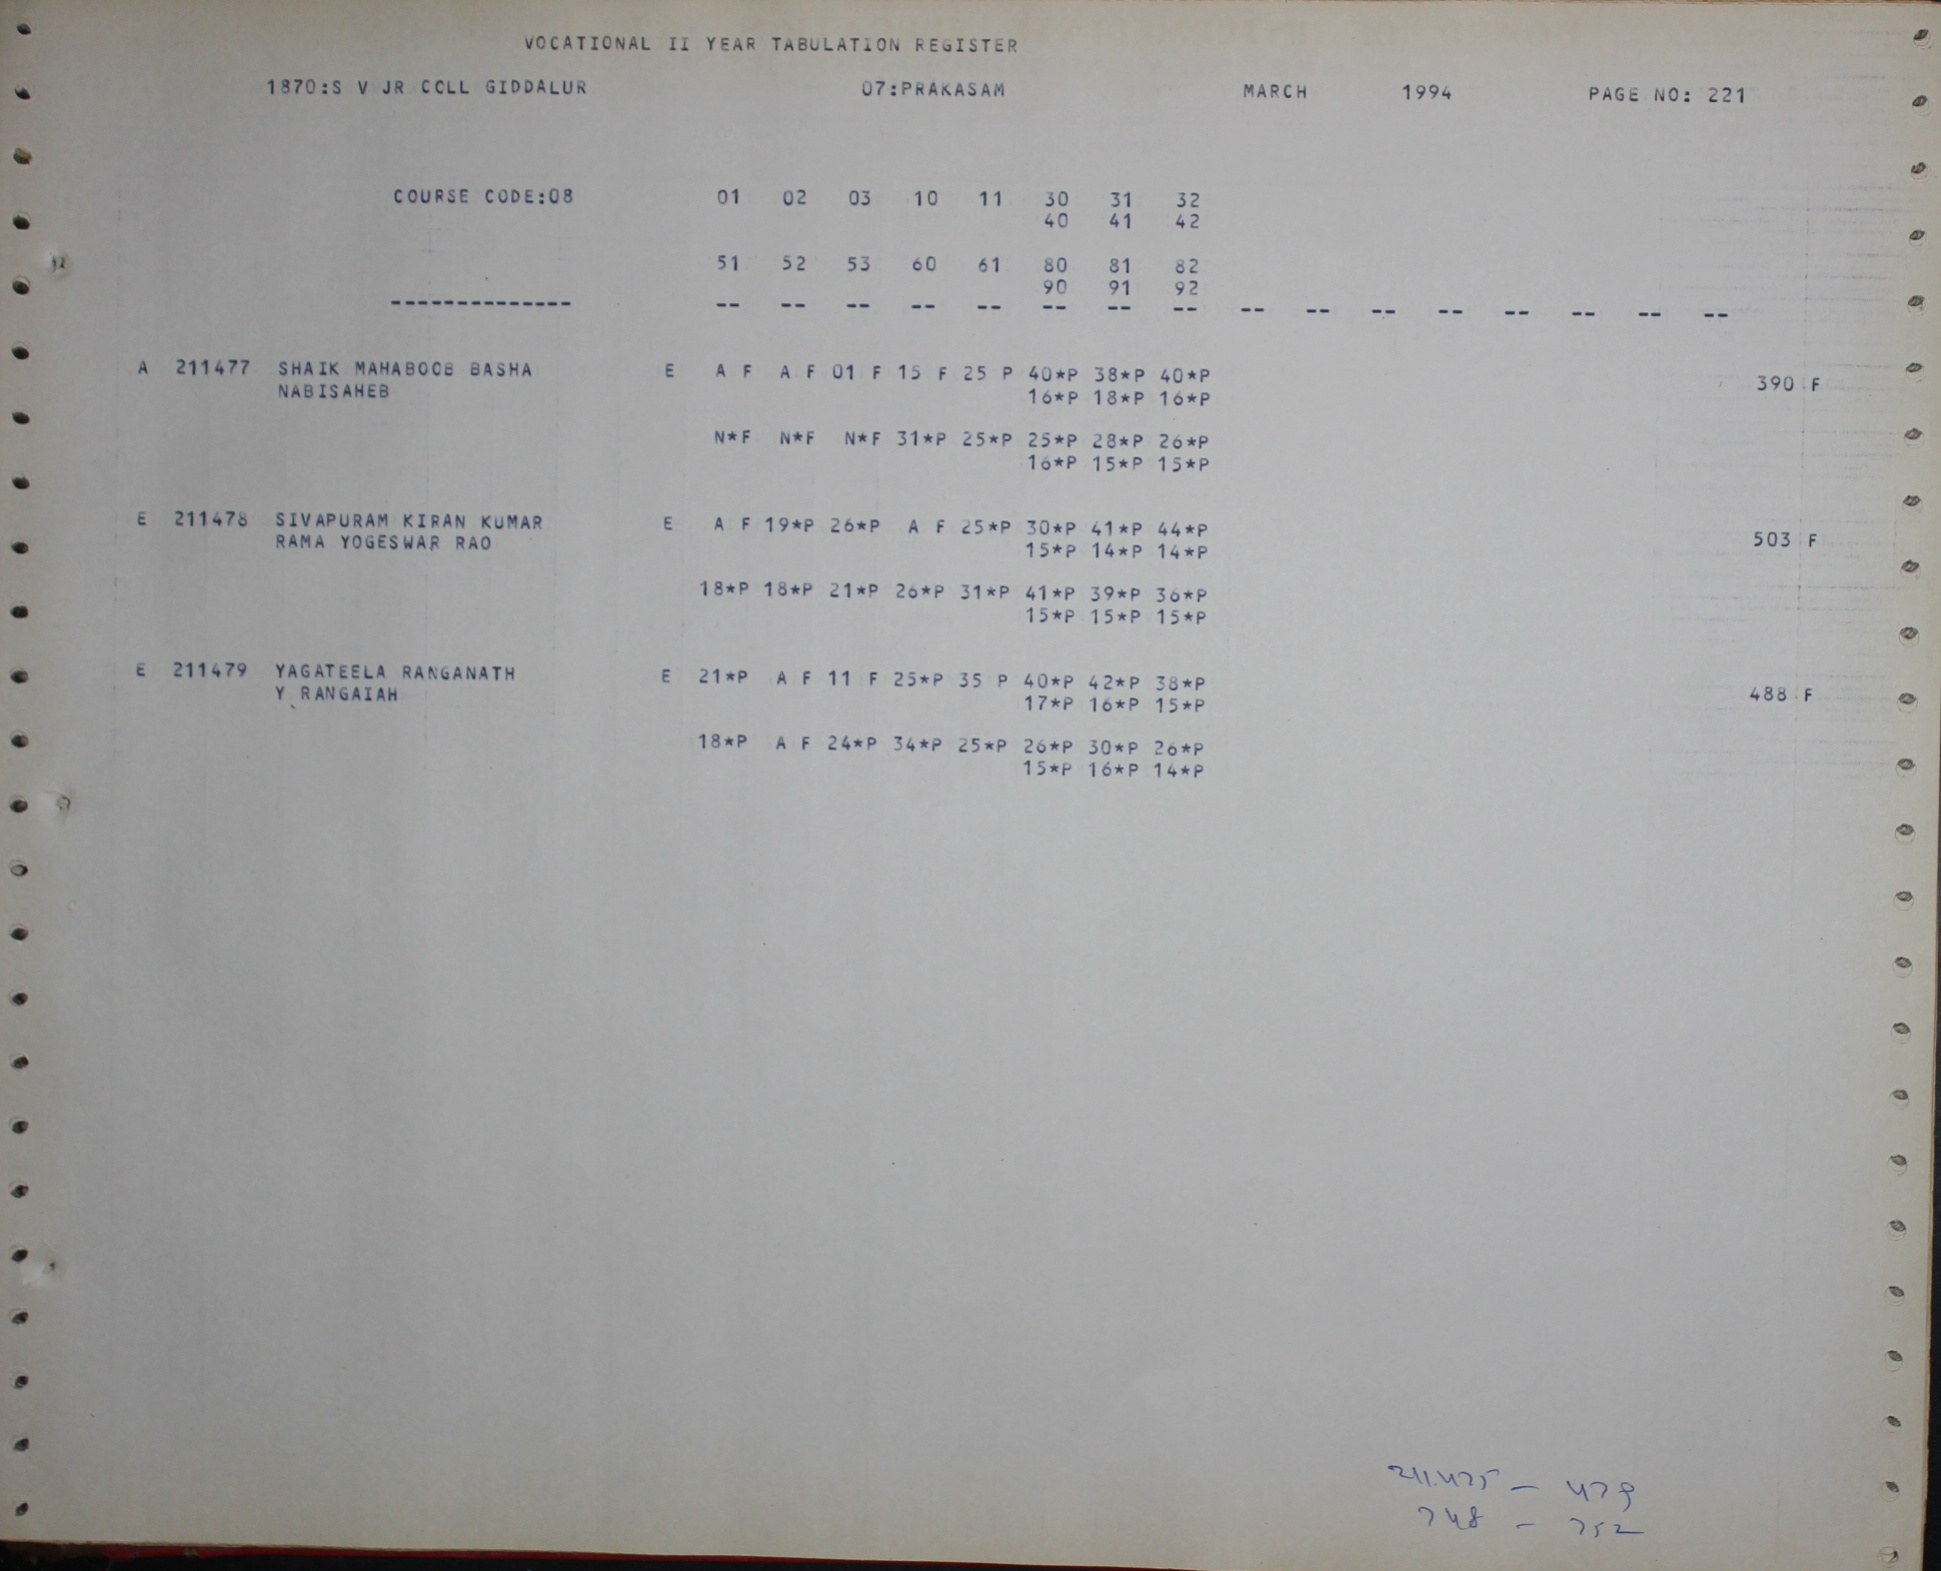 VOCATIONAL II YEAR TABULATION REGISTER
1870:S V JR COLL GIDDALUR 07:PRAKASAM MARCH 1994 PAGE NO: 221
COURSE CODE:08 01 02 03 10 11 30 31 32
40 41 42
51 52 53 60 61 80 81 82
90 91 92
-------------- -- -- -- -- -- -- -- -- -- -- -- -- -- -- -- --
A 211477 SHAIK MAHABOOB BASHA E A F A F 01 F 15 F 25 P 40*P 38*P 40*P 390 F
NABISAHEB 16*P 18*P 16*P
N*F N*F N*F 31*P 25*P 25*P 28*P 26*P
16*P 15*P 15*P
E 211478 SIVAPURAM KIRAN KUMAR E A F 19*P 26*P A F 25*P 30*P 41*P 44*P 503 F
RAMA YOGESWAR RAO 15*P 14*P 14*P
18*P 18*P 21*P 26*P 31*P 41*P 39*P 36*P
15*P 15*P 15*P
E 211479 YAGATEELA RANGANATH E 21*P A F 11 F 25*P 35 P 40*P 42*P 38*P 488 F
Y RANGAIAH 17*P 16*P 15*P
18*P A F 24*P 34*P 25*P 26*P 30*P 26*P
15*P 16*P 14*P
211475 — 479
748 — 752